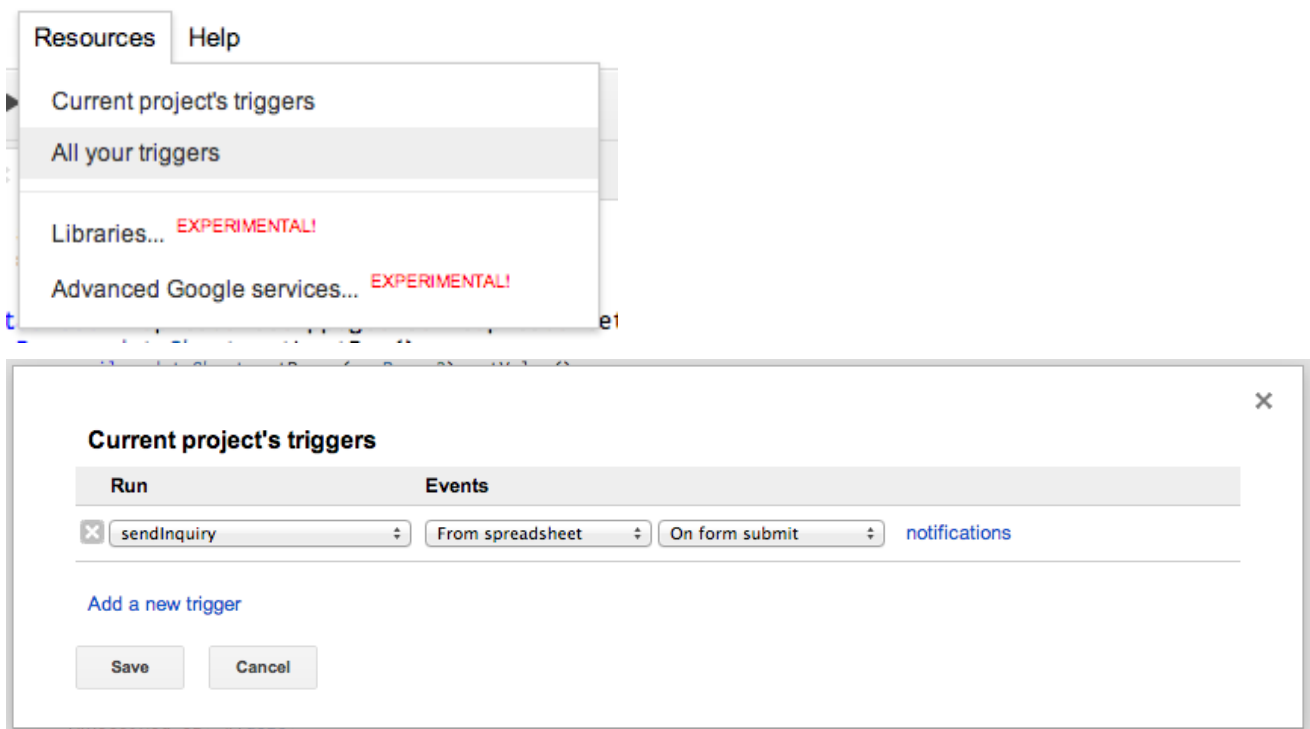 Resources Help
Current project's triggers
All your triggers
Libraries... EXPERIMENTAL!
Advanced Google services... EXPERIMENTAL!
t
et
Current project's triggers
Run Events
sendInquiry From spreadsheet On form submit notifications
Add a new trigger
Save Cancel